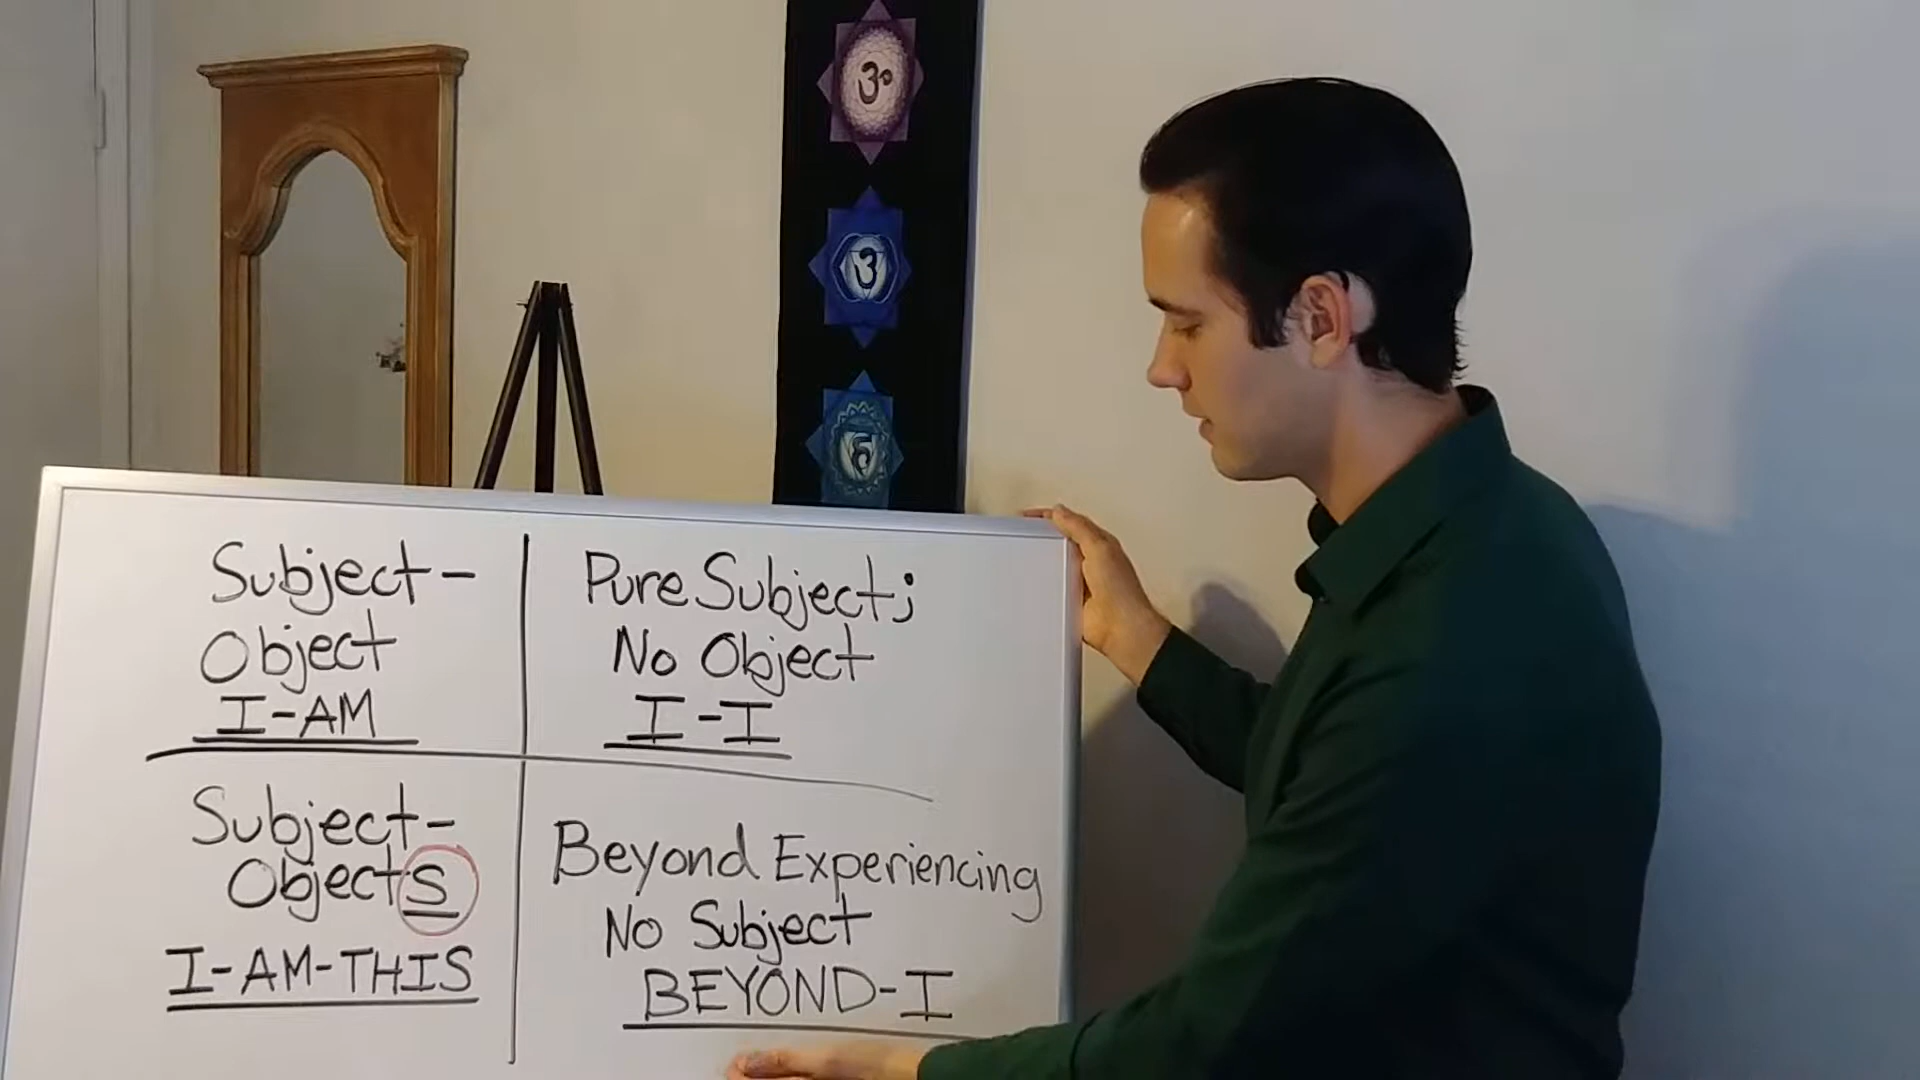 ॐ
Subject-
Object
I-AM
Pure Subject;
No Object
I-I
Subject-
Objects
I-AM-THIS
Beyond Experiencing
No Subject
BEYOND-I